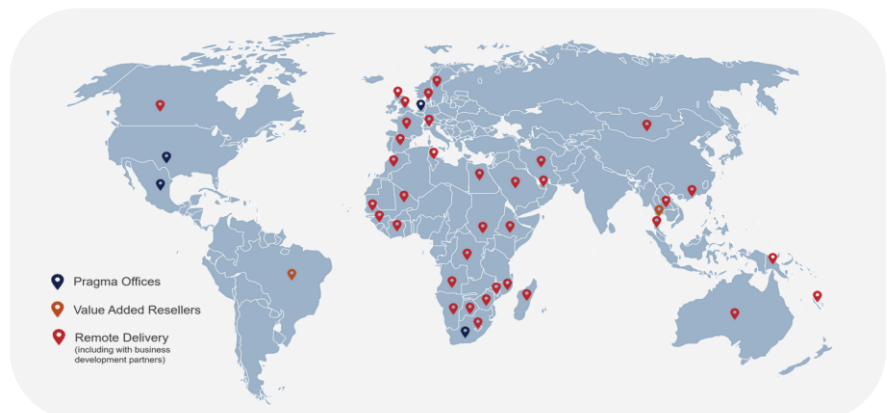 Pragma Offices
Value Added Resellers
Remote Delivery
(including with business
development partners)